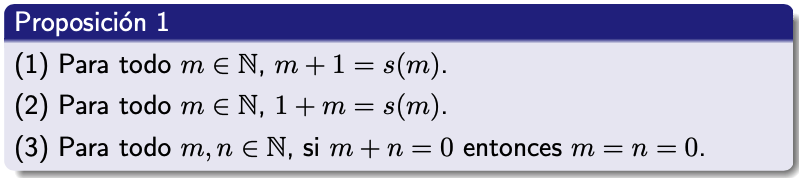 Proposición 1
(1) Para todo m ∈ ℕ, m + 1 = s(m).
(2) Para todo m ∈ ℕ, 1 + m = s(m).
(3) Para todo m, n ∈ ℕ, si m + n = 0 entonces m = n = 0.